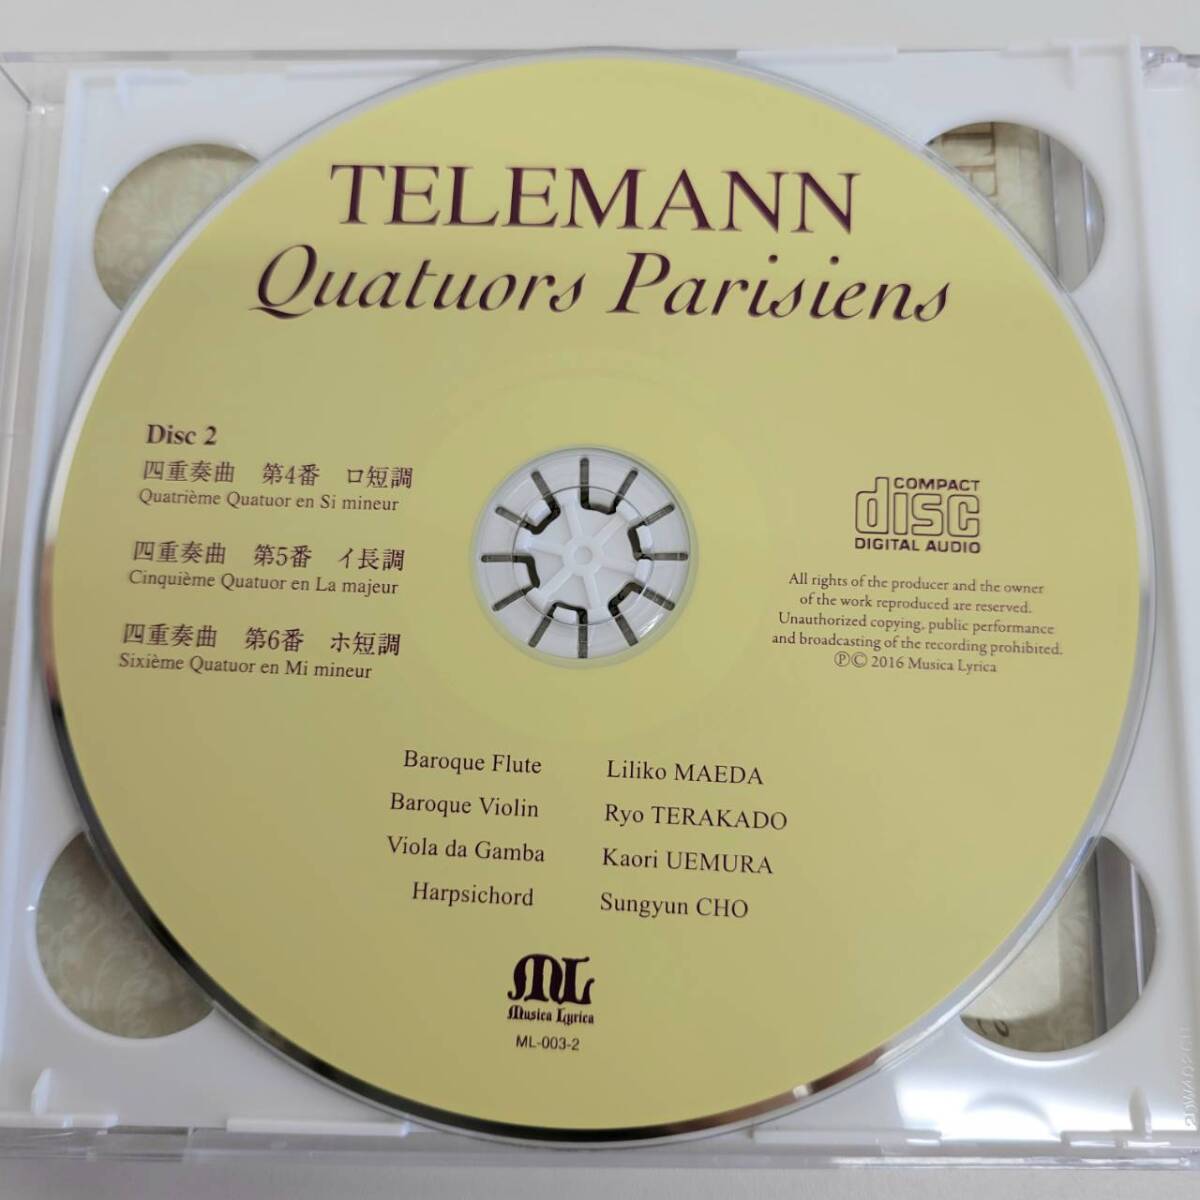 TELEMANN
Quatuors Parisiens
Disc 2
四重奏曲　第4番　ロ短調
Quatrième Quatuor en Si mineur
四重奏曲　第5番　イ長調
Cinquième Quatuor en La majeur
四重奏曲　第6番　ホ短調
Sixième Quatuor en Mi mineur
COMPACT
disc
DIGITAL AUDIO
All rights of the producer and the owner
of the work reproduced are reserved.
Unauthorized copying, public performance
and broadcasting of the recording prohibited.
Ⓟ© 2016 Musica Lyrica
Baroque Flute Liliko MAEDA
Baroque Violin Ryo TERAKADO
Viola da Gamba Kaori UEMURA
Harpsichord Sungyun CHO
ML
Musica Lyrica
ML-003-2